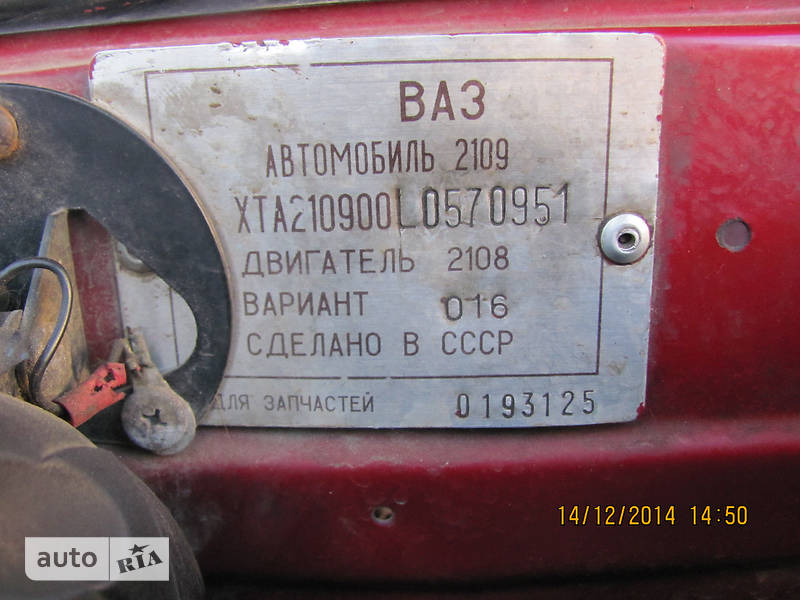 ВАЗ
АВТОМОБИЛЬ 2109
XTA210900L0570951
ДВИГАТЕЛЬ 2108
ВАРИАНТ 016
СДЕЛАНО В СССР
ДЛЯ ЗАПЧАСТЕЙ 0193125
14/12/2014 14:50
auto RIA